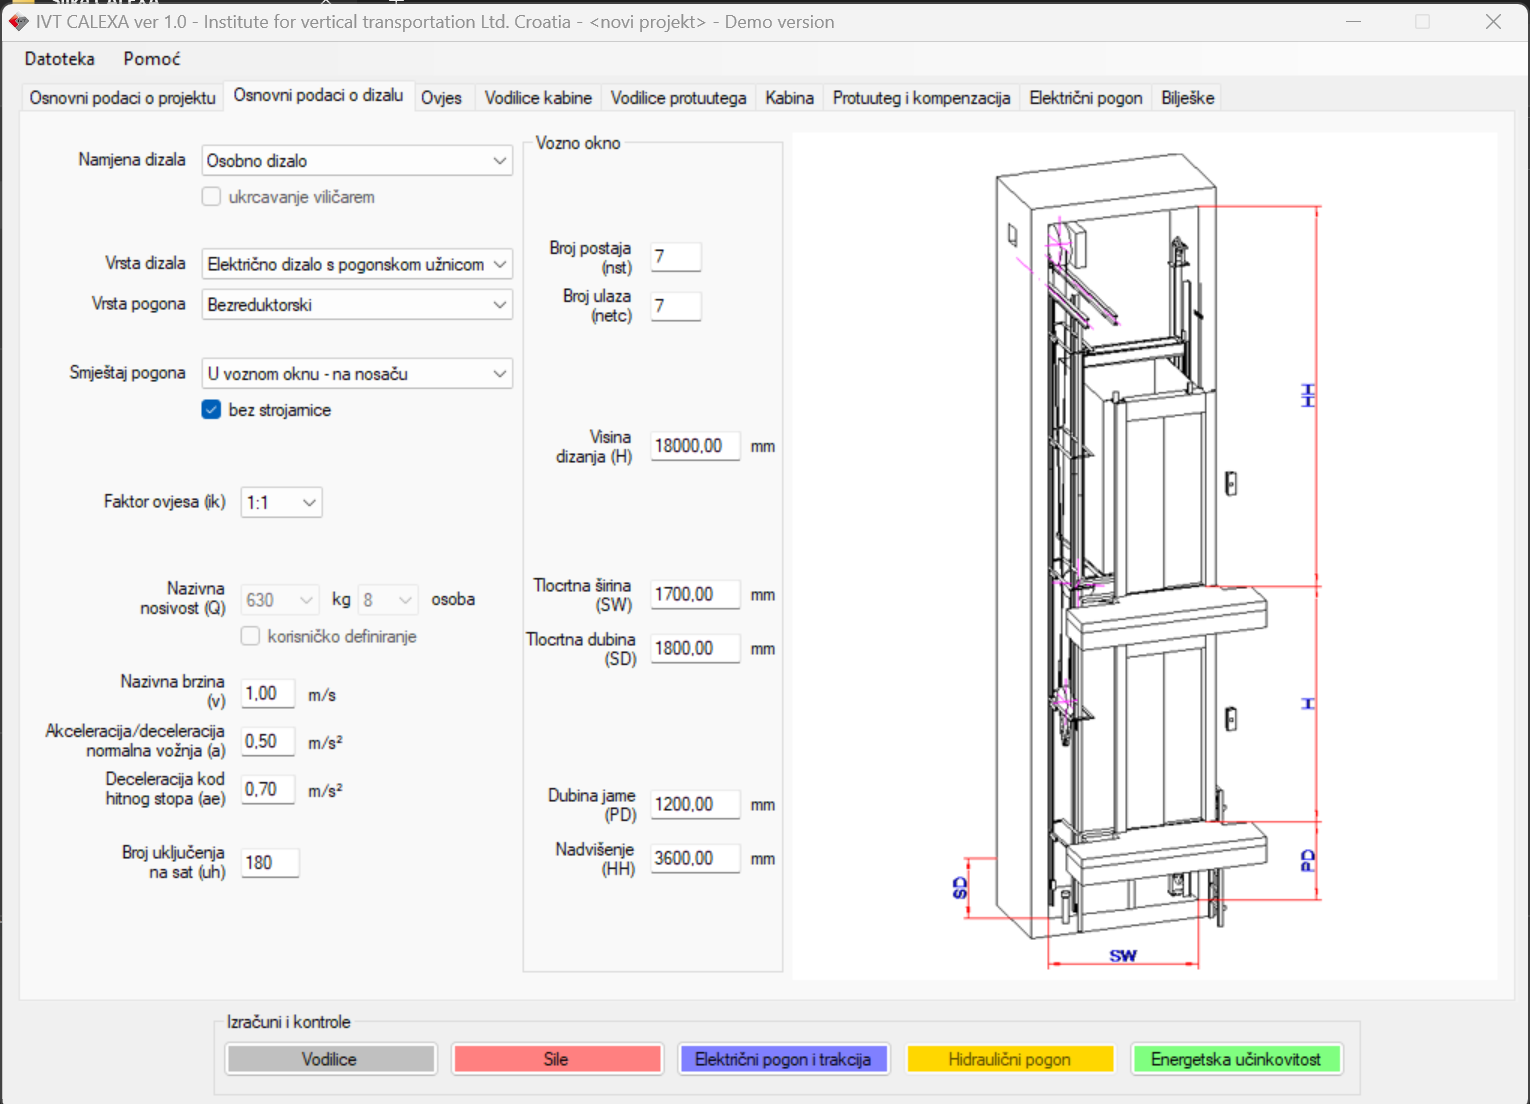 IVT CALEXA ver 1.0 - Institute for vertical transportation Ltd. Croatia - <novi projekt> - Demo version
Datoteka Pomoć
Osnovni podaci o projektu Osnovni podaci o dizalu Ovjes Vodilice kabine Vodilice protuutega Kabina Protuuteg i kompenzacija Električni pogon Bilješke
Namjena dizala Osobno dizalo
ukrcavanje viličarem
Vrsta dizala Električno dizalo s pogonskom užnicom
Vrsta pogona Bezreduktorski
Smještaj pogona U voznom oknu - na nosaču
bez strojarnice
Faktor ovjesa (ik) 1:1
Nazivna
nosivost (Q) 630 kg 8 osoba
korisničko definiranje
Nazivna brzina
(v) 1,00 m/s
Akceleracija/deceleracija
normalna vožnja (a) 0,50 m/s²
Deceleracija kod
hitnog stopa (ae) 0,70 m/s²
Broj uključenja
na sat (uh) 180
Vozno okno
Broj postaja
(nst) 7
Broj ulaza
(netc) 7
Visina
dizanja (H) 18000,00 mm
Tlocrtna širina
(SW) 1700,00 mm
Tlocrtna dubina
(SD) 1800,00 mm
Dubina jame
(PD) 1200,00 mm
Nadvišenje
(HH) 3600,00 mm
HH
H
PD
SD
SW
Izračuni i kontrole
Vodilice Sile Električni pogon i trakcija Hidraulični pogon Energetska učinkovitost